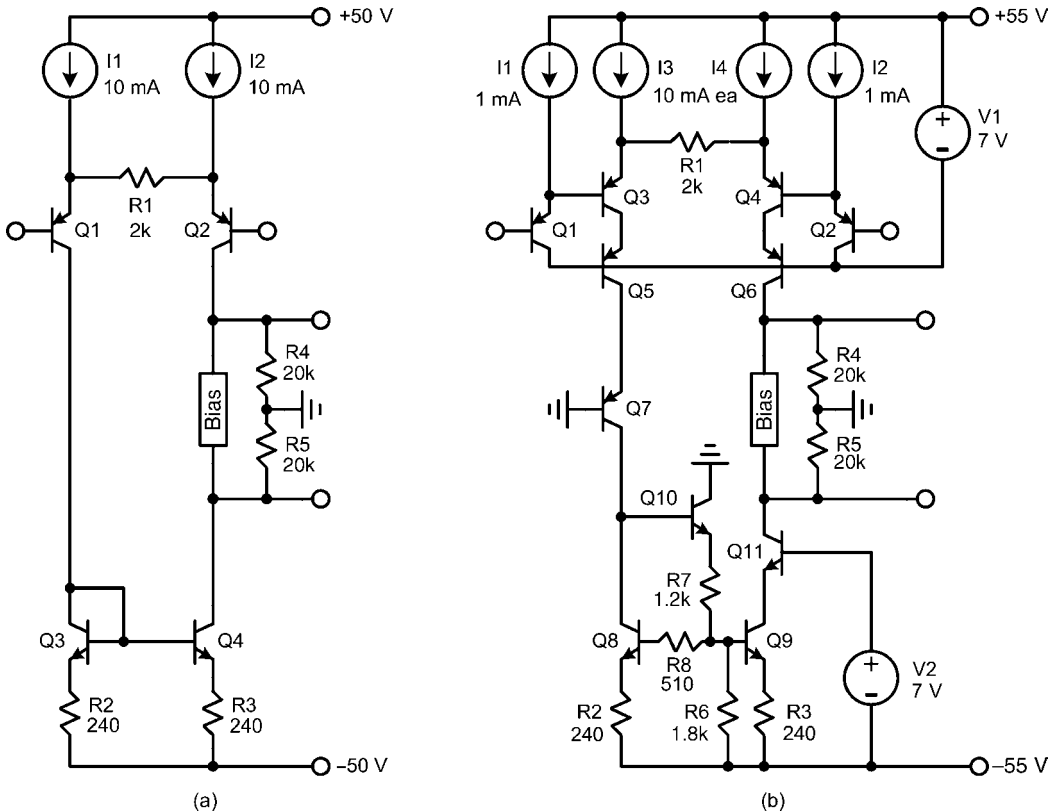 +50 V
I1
10 mA
I2
10 mA
R1
2k
Q1
Q2
R4
20k
Bias
R5
20k
Q3
Q4
R2
240
R3
240
–50 V
(a)
+55 V
I1
1 mA
I3
10 mA ea
I4
I2
1 mA
V1
7 V
R1
2k
Q3
Q4
Q1
Q2
Q5
Q6
R4
20k
Bias
R5
20k
Q7
Q10
Q11
R7
1.2k
Q8
R8
510
Q9
V2
7 V
R2
240
R6
1.8k
R3
240
–55 V
(b)